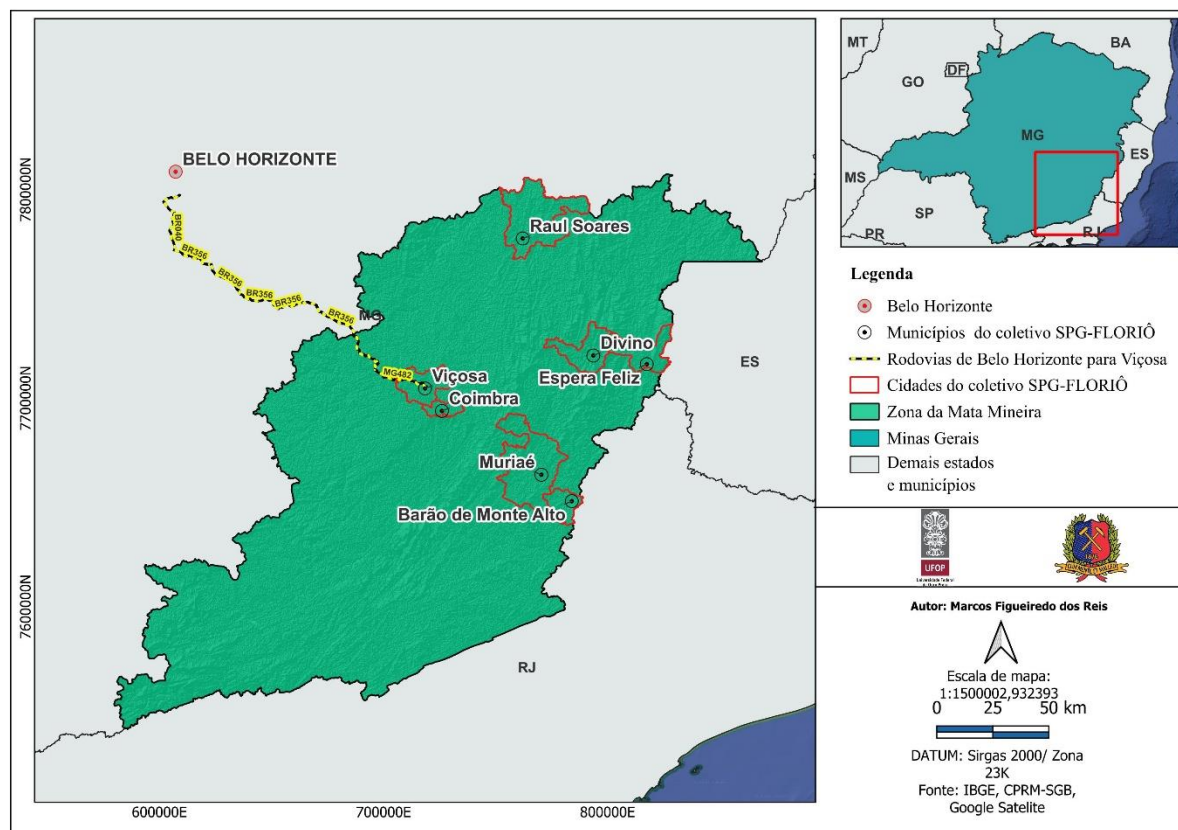 BELO HORIZONTE
BR040
BR356
BR356
BR356
BR356
BR356
MG482
MG
Raul Soares
Divino
Espera Feliz
Viçosa
Coimbra
Muriaé
Barão de Monte Alto
ES
RJ
7800000N
7700000N
7600000N
600000E
700000E
800000E
MT
BA
GO
DF
MG
ES
MS
SP
RJ
PR
Legenda
Belo Horizonte
Municípios do coletivo SPG-FLORIÔ
Rodovias de Belo Horizonte para Viçosa
Cidades do coletivo SPG-FLORIÔ
Zona da Mata Mineira
Minas Gerais
Demais estados
e municípios
UFOP
Universidade Federal
de Ouro Preto
Autor: Marcos Figueiredo dos Reis
Escala de mapa:
1:1500002,932393
0 25 50 km
DATUM: Sirgas 2000/ Zona
23K
Fonte: IBGE, CPRM-SGB,
Google Satelite